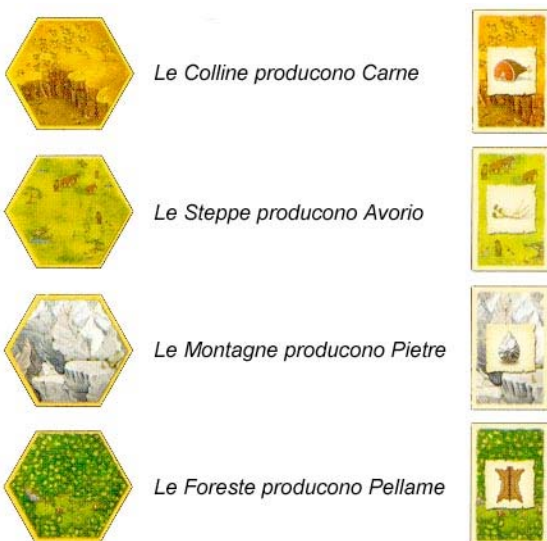 Le Colline producono Carne
Le Steppe producono Avorio
Le Montagne producono Pietre
Le Foreste producono Pellame